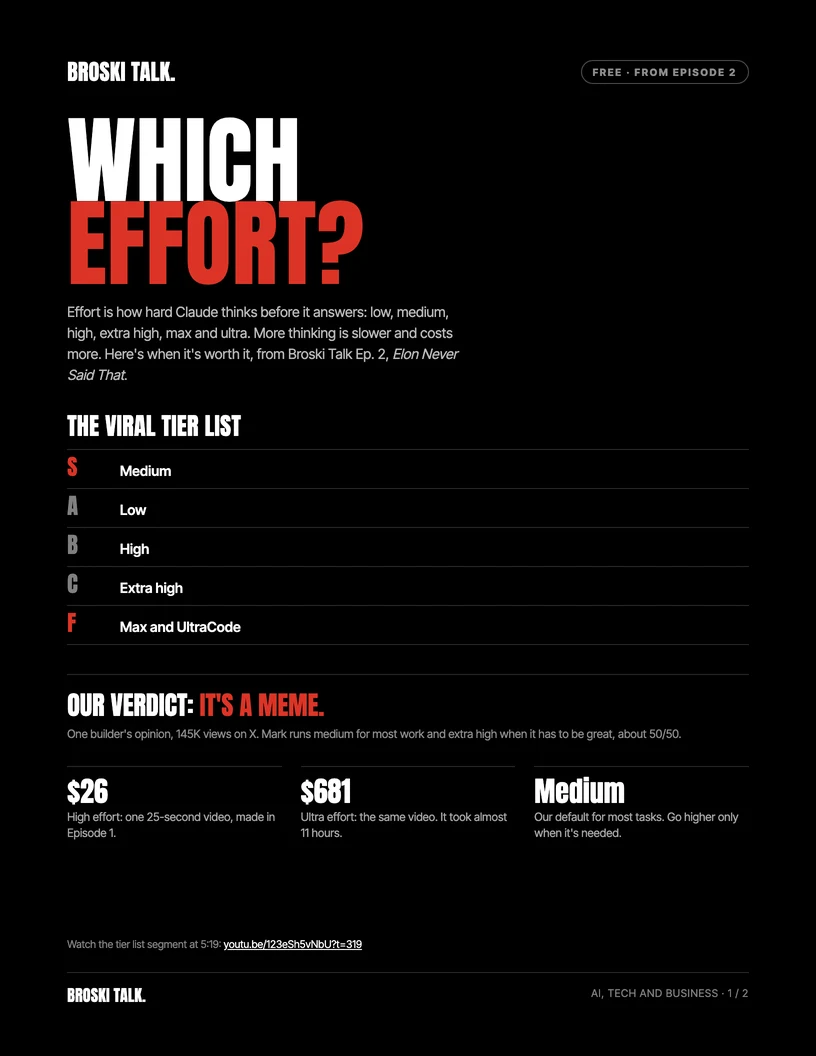 BROSKI TALK.
FREE · FROM EPISODE 2
WHICH
EFFORT?
Effort is how hard Claude thinks before it answers: low, medium,
high, extra high, max and ultra. More thinking is slower and costs
more. Here's when it's worth it, from Broski Talk Ep. 2, Elon Never
Said That.
THE VIRAL TIER LIST
S Medium
A Low
B High
C Extra high
F Max and UltraCode
OUR VERDICT: IT'S A MEME.
One builder's opinion, 145K views on X. Mark runs medium for most work and extra high when it has to be great, about 50/50.
$26
High effort: one 25-second video, made in
Episode 1.
$681
Ultra effort: the same video. It took almost
11 hours.
Medium
Our default for most tasks. Go higher only
when it's needed.
Watch the tier list segment at 5:19: youtu.be/123eSh5vNbU?t=319
BROSKI TALK.
AI, TECH AND BUSINESS · 1 / 2